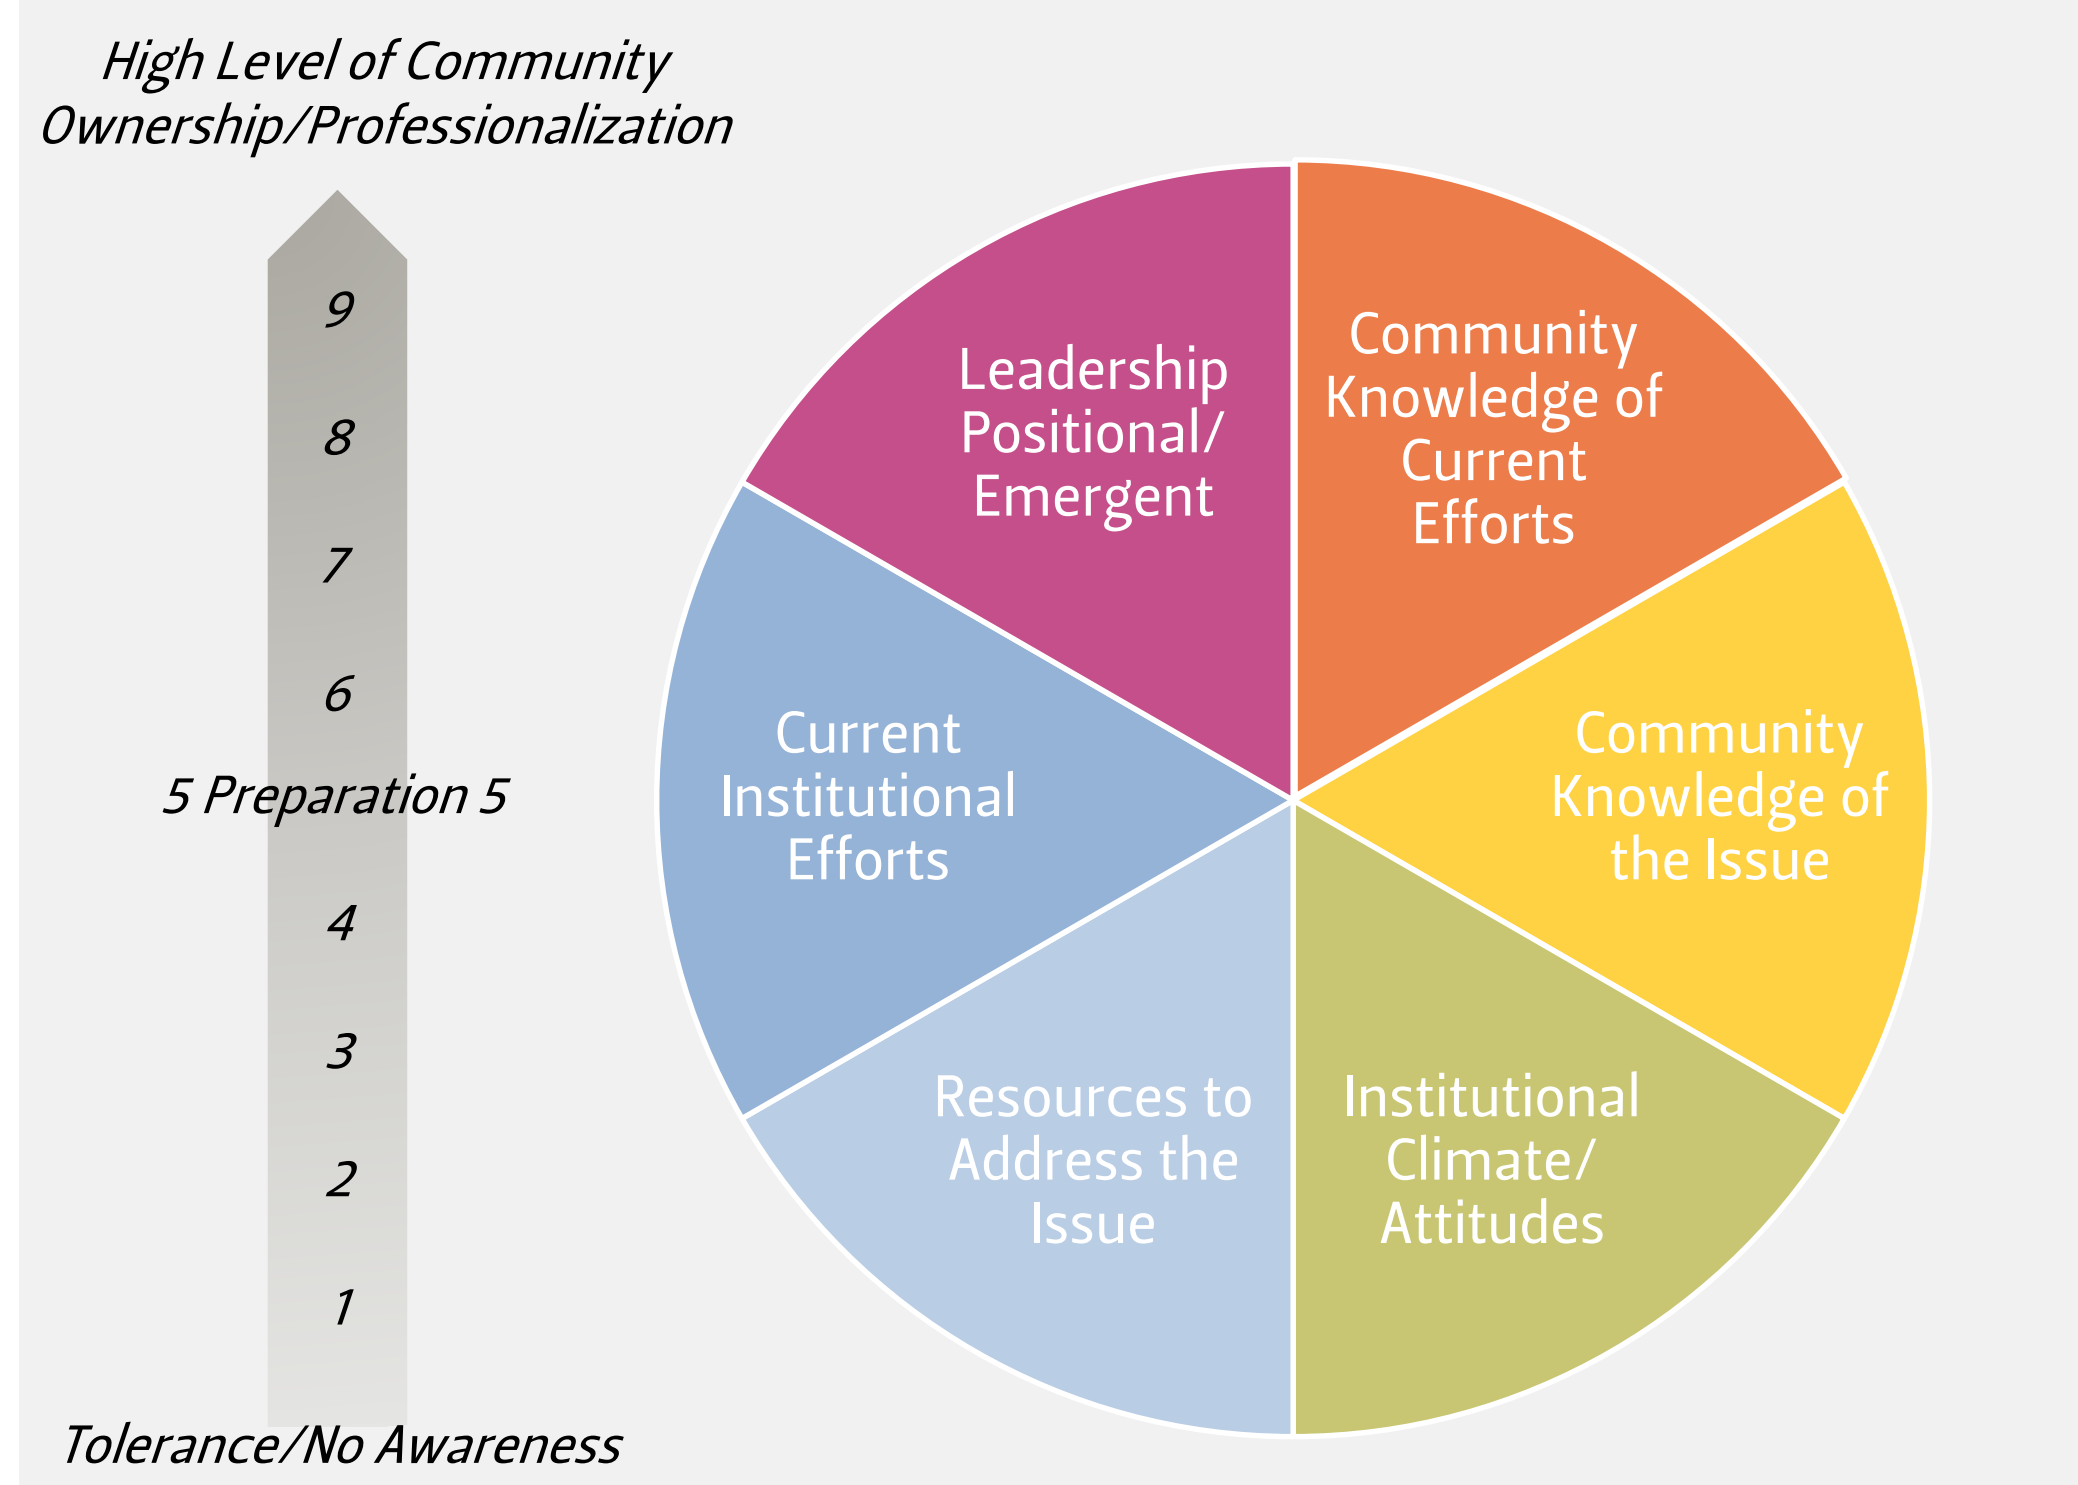 High Level of Community
Ownership/Professionalization
9
8
7
6
5 Preparation 5
4
3
2
1
Tolerance/No Awareness
Leadership
Positional/
Emergent
Community
Knowledge of
Current
Efforts
Current
Institutional
Efforts
Community
Knowledge of
the Issue
Resources to
Address the
Issue
Institutional
Climate/
Attitudes